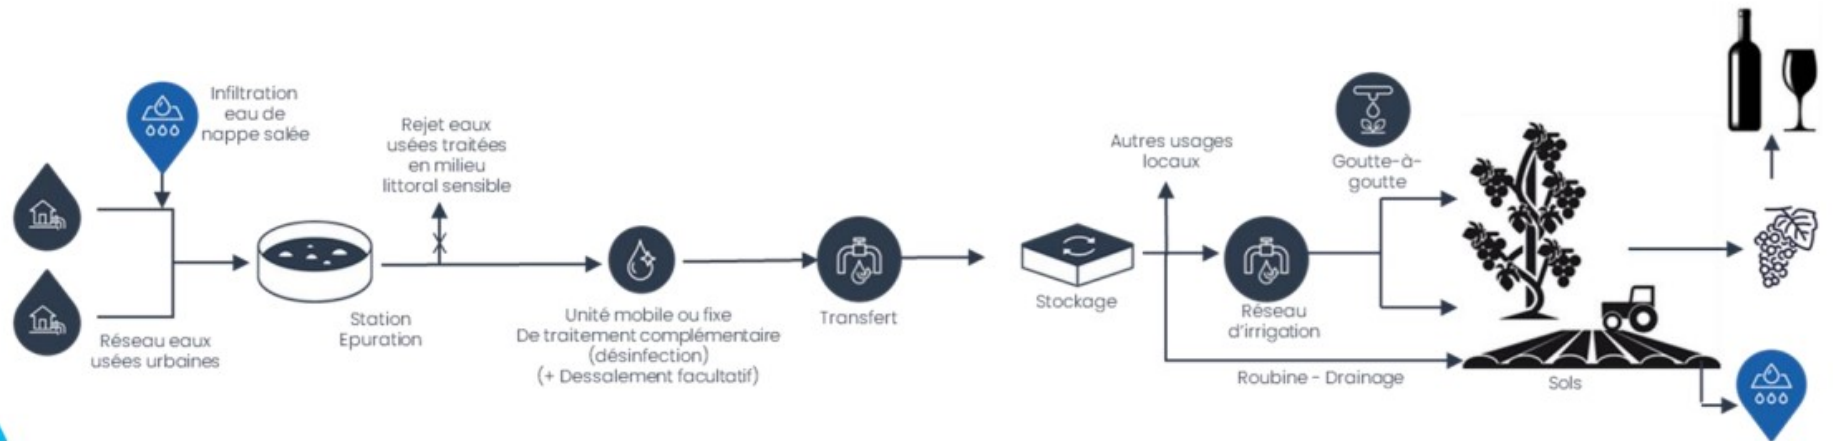 Infiltration
eau de
nappe salée
Réseau eaux
usées urbaines
Station
Epuration
Rejet eaux
usées traitées
en milieu
littoral sensible
Unité mobile ou fixe
De traitement complémentaire
(désinfection)
(+ Dessalement facultatif)
Transfert
Stockage
Autres usages
locaux
Réseau
d'irrigation
Goutte-à-
goutte
Roubine - Drainage
Sols